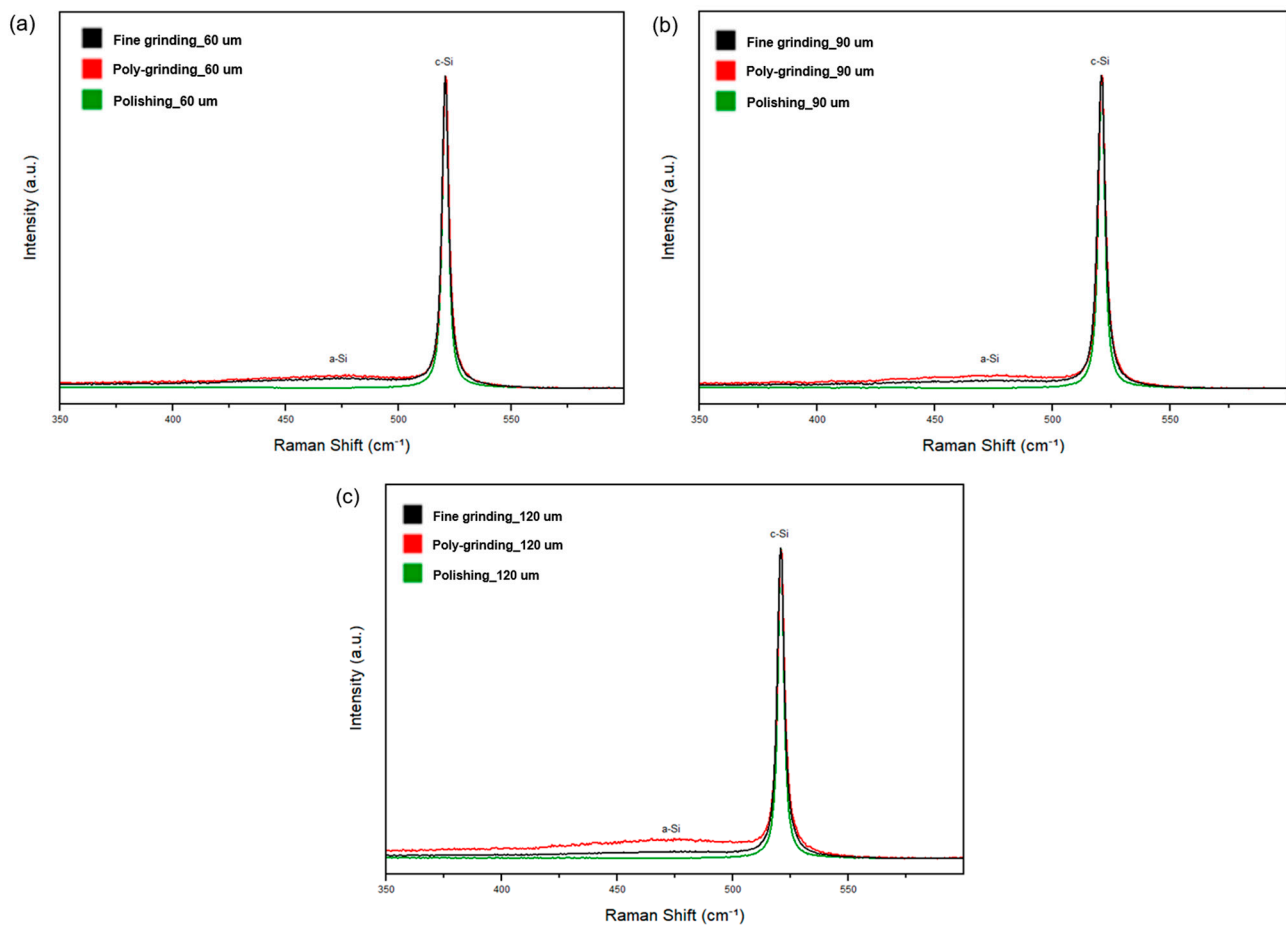 (a)
Fine grinding_60 um
Poly-grinding_60 um
Polishing_60 um
c-Si
a-Si
Intensity (a.u.)
350
400
450
500
550
Raman Shift (cm⁻¹)
(b)
Fine grinding_90 um
Poly-grinding_90 um
Polishing_90 um
c-Si
a-Si
Intensity (a.u.)
350
400
450
500
550
Raman Shift (cm⁻¹)
(c)
Fine grinding_120 um
Poly-grinding_120 um
Polishing_120 um
c-Si
a-Si
Intensity (a.u.)
350
400
450
500
550
Raman Shift (cm⁻¹)